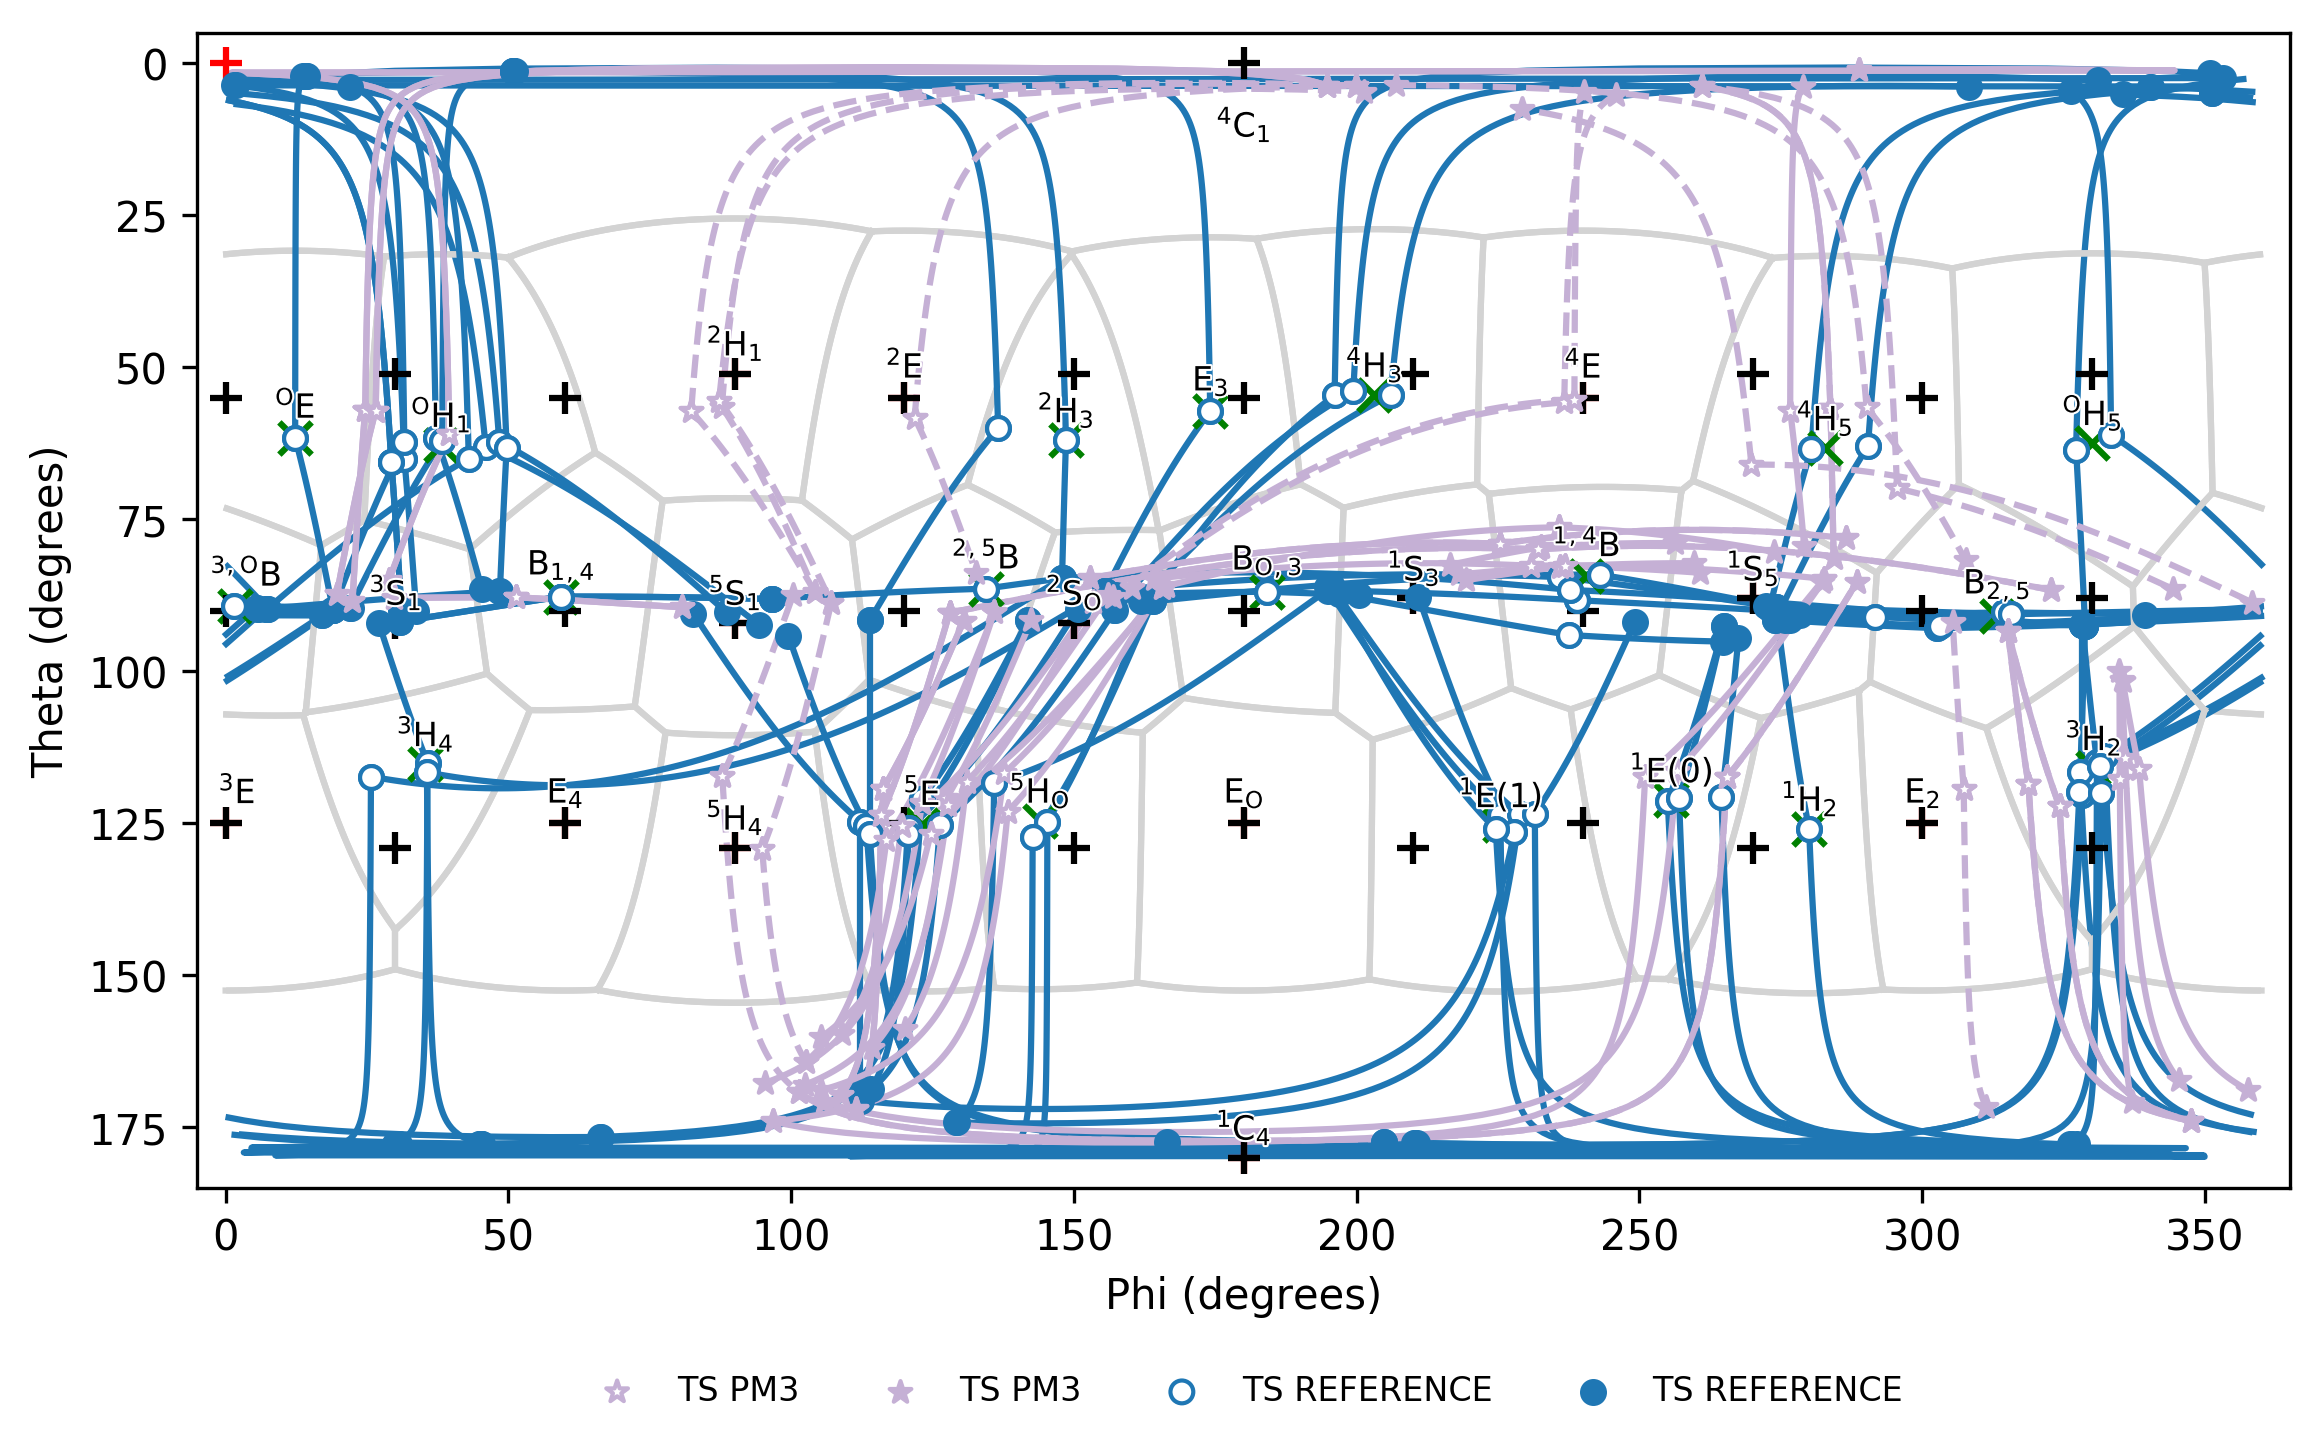 0
⁴C₁
25
50
²H₁
²E
⁴H₃
⁴E
ᴼE
ᴼH₁
²H₃
E₃
⁴H₅
ᴼH₅
75
³,ᴼB
³S₁
B₁,₄
⁵S₁
²,⁵B
²Sₒ
Bₒ,₃
¹S₃
¹,⁴B
¹S₅
B₂,₅
100
³H₄
³H₂
³E
E₄
⁵H₄
⁵E
⁵Hₒ
Eₒ
¹E(1)
¹E(0)
¹H₂
E₂
125
150
175
¹C₄
0 50 100 150 200 250 300 350
Phi (degrees)
Theta (degrees)
TS PM3 TS PM3 TS REFERENCE TS REFERENCE